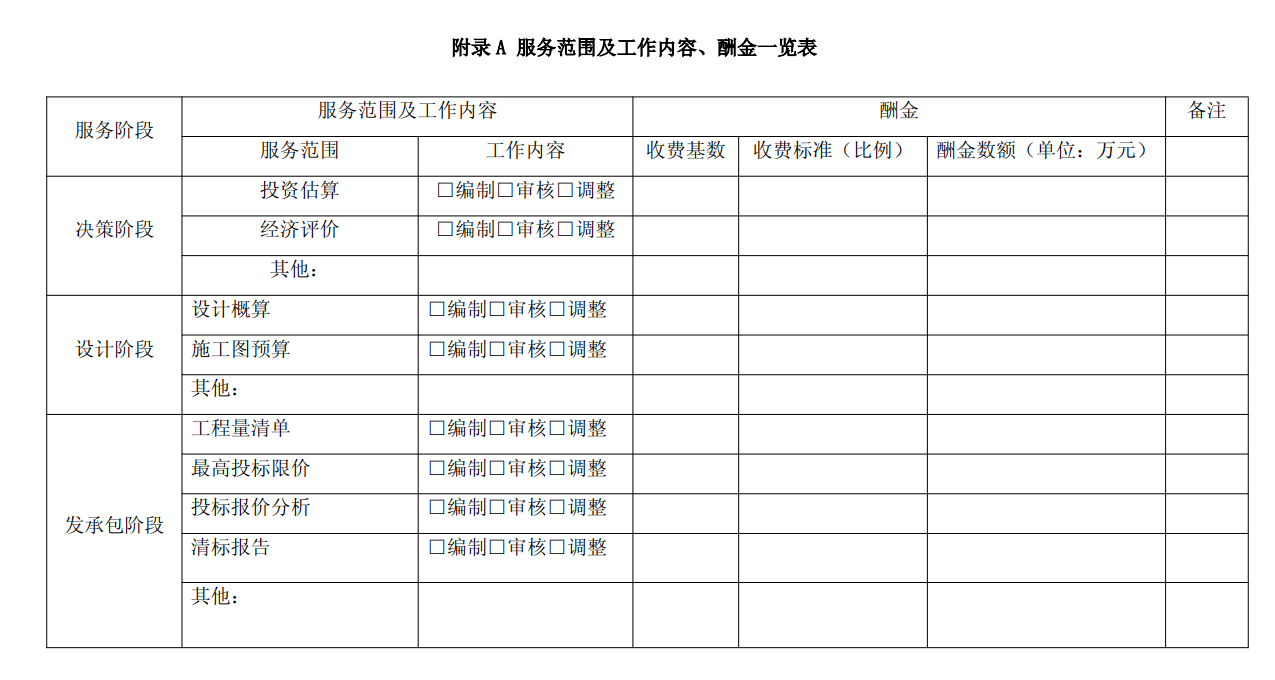 附录 A 服务范围及工作内容、酬金一览表
服务阶段 服务范围及工作内容 酬金 备注
服务范围 工作内容 收费基数 收费标准（比例） 酬金数额（单位：万元）
决策阶段 投资估算 □编制□审核□调整
经济评价 □编制□审核□调整
其他：
设计阶段 设计概算 □编制□审核□调整
施工图预算 □编制□审核□调整
其他：
发承包阶段 工程量清单 □编制□审核□调整
最高投标限价 □编制□审核□调整
投标报价分析 □编制□审核□调整
清标报告 □编制□审核□调整
其他：